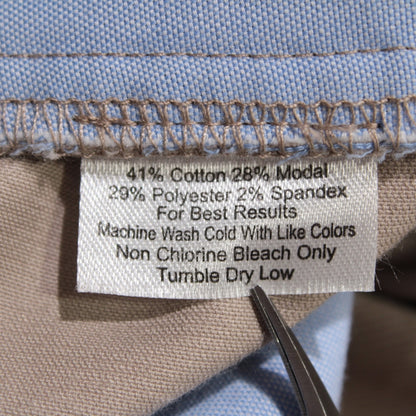 41% Cotton 28% Modal
29% Polyester 2% Spandex
For Best Results
Machine Wash Cold With Like Colors
Non Chlorine Bleach Only
Tumble Dry Low